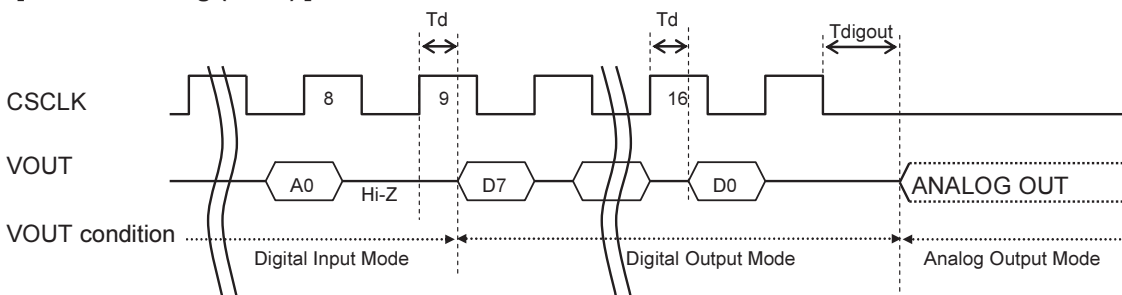 Td
Td
Tdigout
CSCLK
8
9
16
VOUT
A0
Hi-Z
D7
D0
ANALOG OUT
VOUT condition
Digital Input Mode
Digital Output Mode
Analog Output Mode